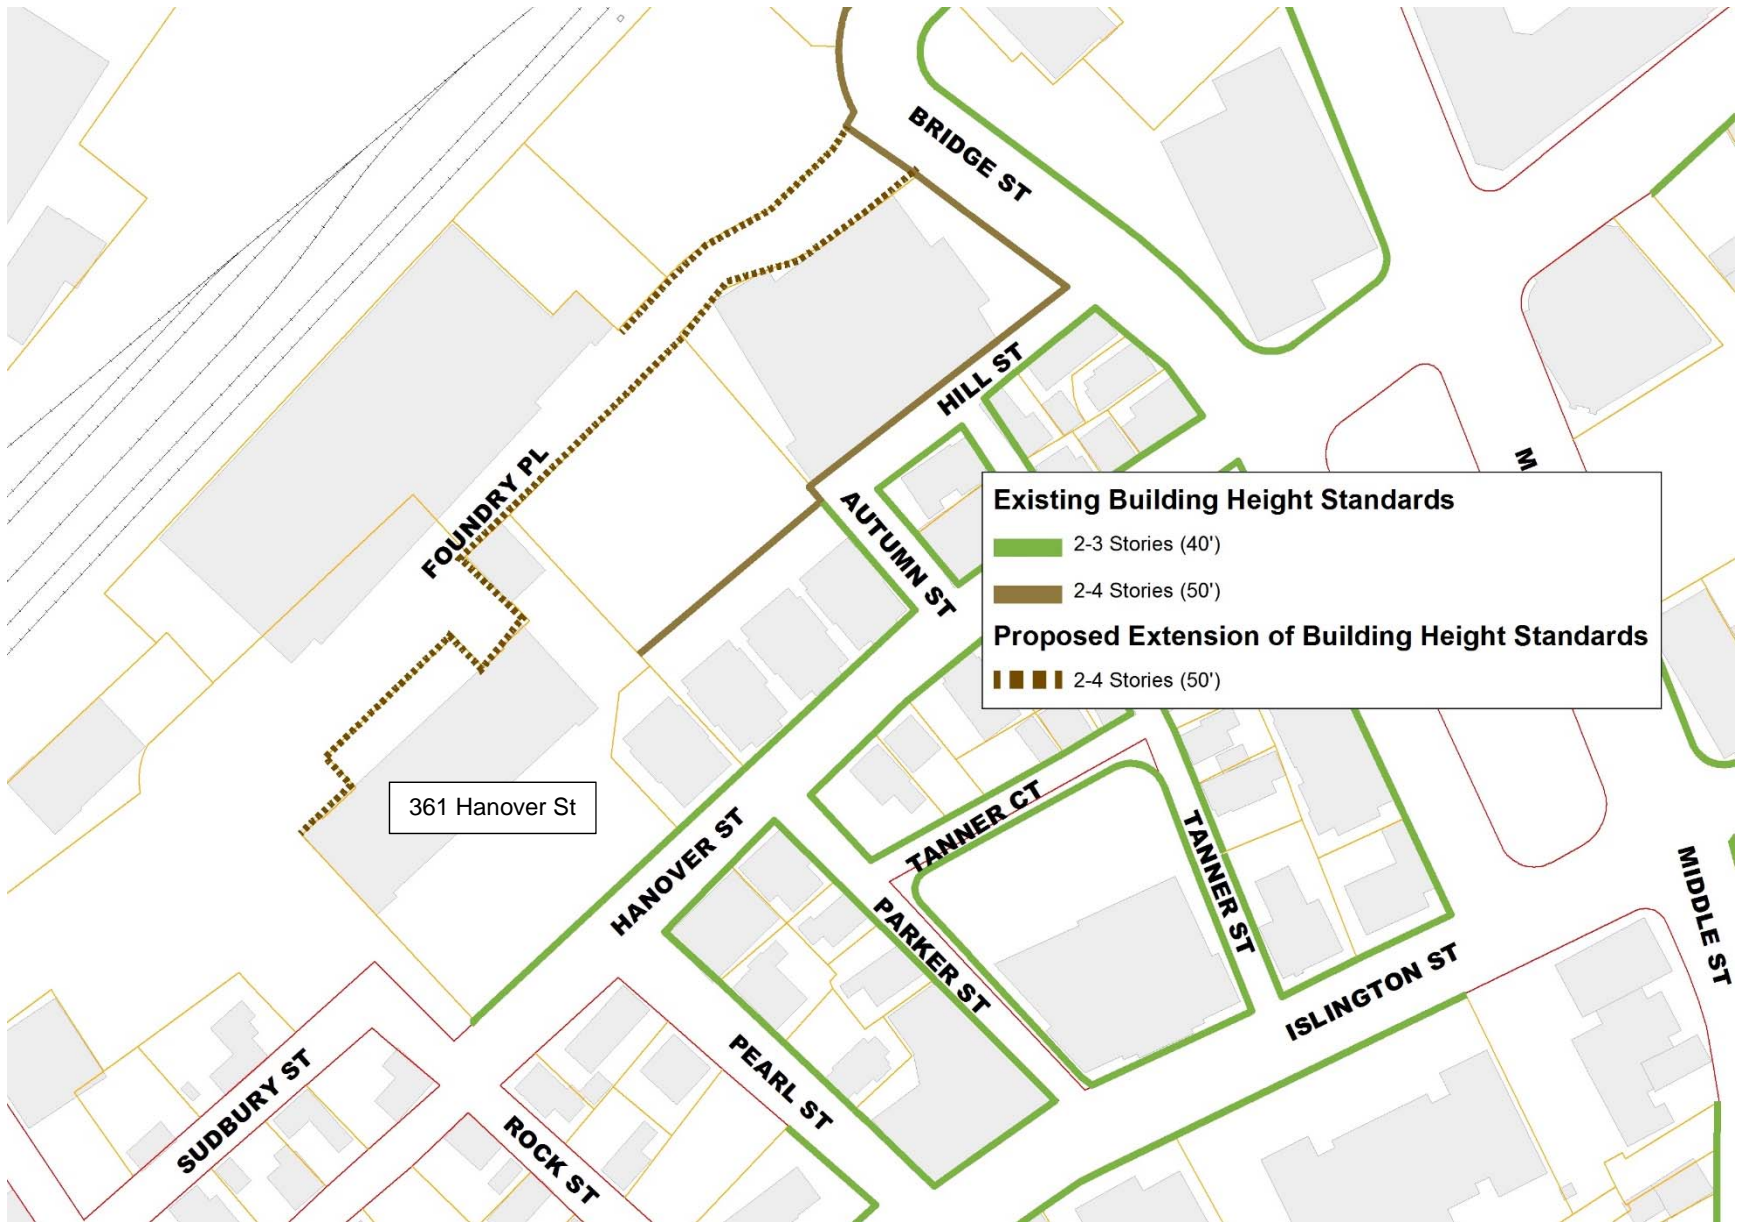 BRIDGE ST
HILL ST
M
FOUNDRY PL
AUTUMN ST
Existing Building Height Standards
2-3 Stories (40')
2-4 Stories (50')
Proposed Extension of Building Height Standards
2-4 Stories (50')
361 Hanover St
HANOVER ST
TANNER CT
TANNER ST
MIDDLE ST
PARKER ST
ISLINGTON ST
PEARL ST
SUDBURY ST
ROCK ST